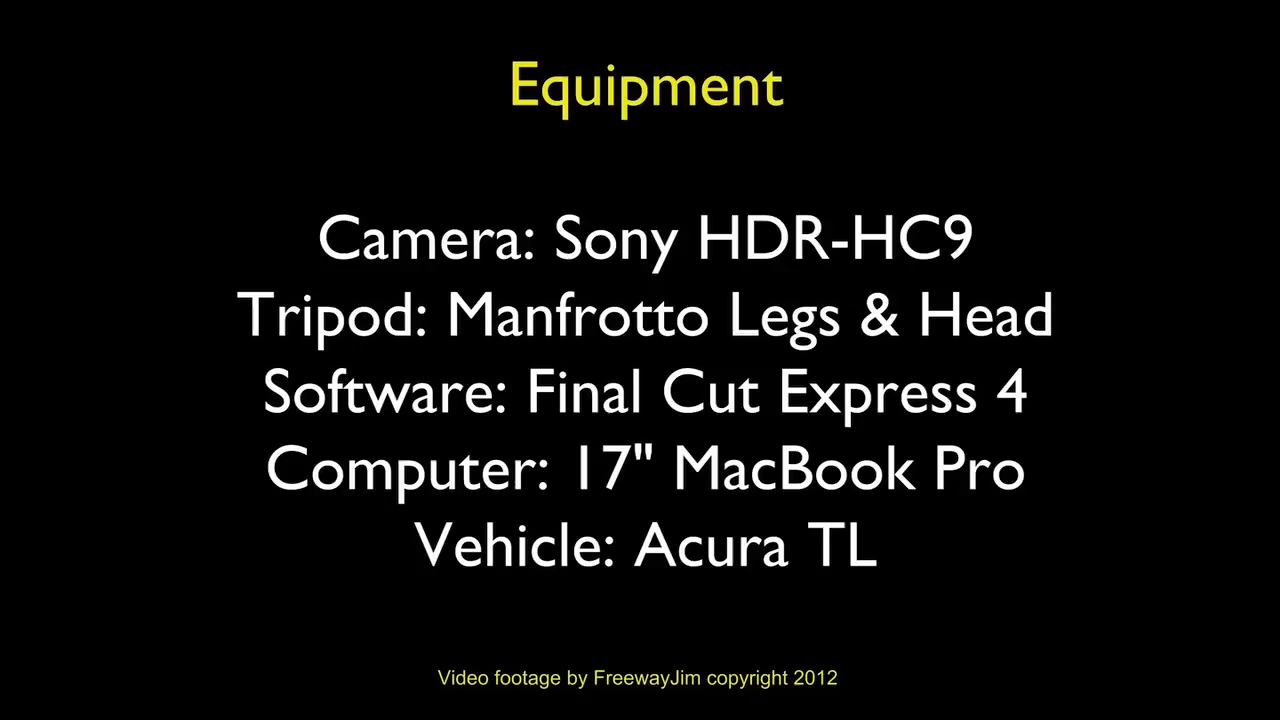 Equipment
Camera: Sony HDR-HC9
Tripod: Manfrotto Legs & Head
Software: Final Cut Express 4
Computer: 17" MacBook Pro
Vehicle: Acura TL
Video footage by FreewayJim copyright 2012